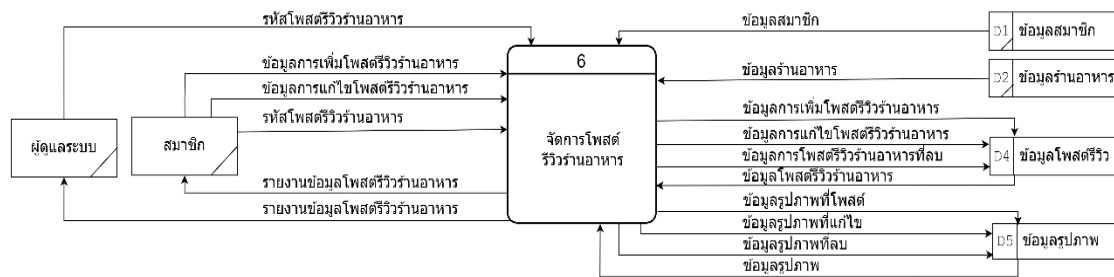 รหัสโพสต์รีวิวร้านอาหาร
ข้อมูลสมาชิก
D1 ข้อมูลสมาชิก
6
ข้อมูลการเพิ่มโพสต์รีวิวร้านอาหาร
ข้อมูลร้านอาหาร
D2 ข้อมูลร้านอาหาร
ข้อมูลการแก้ไขโพสต์รีวิวร้านอาหาร
รหัสโพสต์รีวิวร้านอาหาร
ข้อมูลการเพิ่มโพสต์รีวิวร้านอาหาร
ผู้ดูแลระบบ
สมาชิก
จัดการโพสต์
รีวิวร้านอาหาร
ข้อมูลการแก้ไขโพสต์รีวิวร้านอาหาร
D4 ข้อมูลโพสต์รีวิว
ข้อมูลการโพสต์รีวิวร้านอาหารที่ลบ
ข้อมูลโพสต์รีวิวร้านอาหาร
รายงานข้อมูลโพสต์รีวิวร้านอาหาร
ข้อมูลรูปภาพที่โพสต์
รายงานข้อมูลโพสต์รีวิวร้านอาหาร
ข้อมูลรูปภาพที่แก้ไข
D5 ข้อมูลรูปภาพ
ข้อมูลรูปภาพที่ลบ
ข้อมูลรูปภาพ